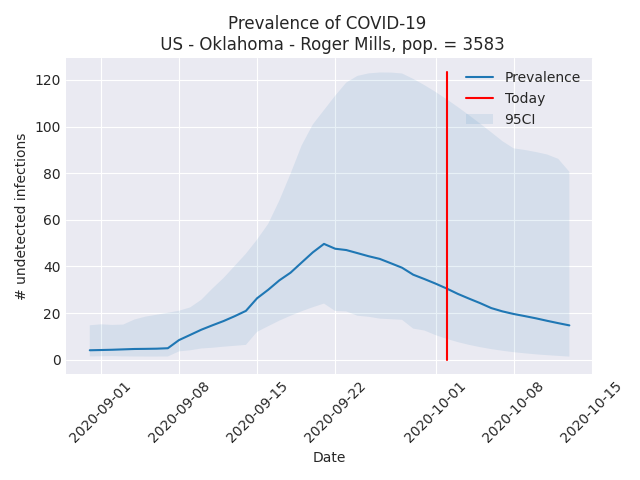 Prevalence of COVID-19
US - Oklahoma - Roger Mills, pop. = 3583
Prevalence
Today
95CI
120
100
80
60
40
20
0
# undetected infections
2020-09-01
2020-09-08
2020-09-15
2020-09-22
2020-10-01
2020-10-08
2020-10-15
Date